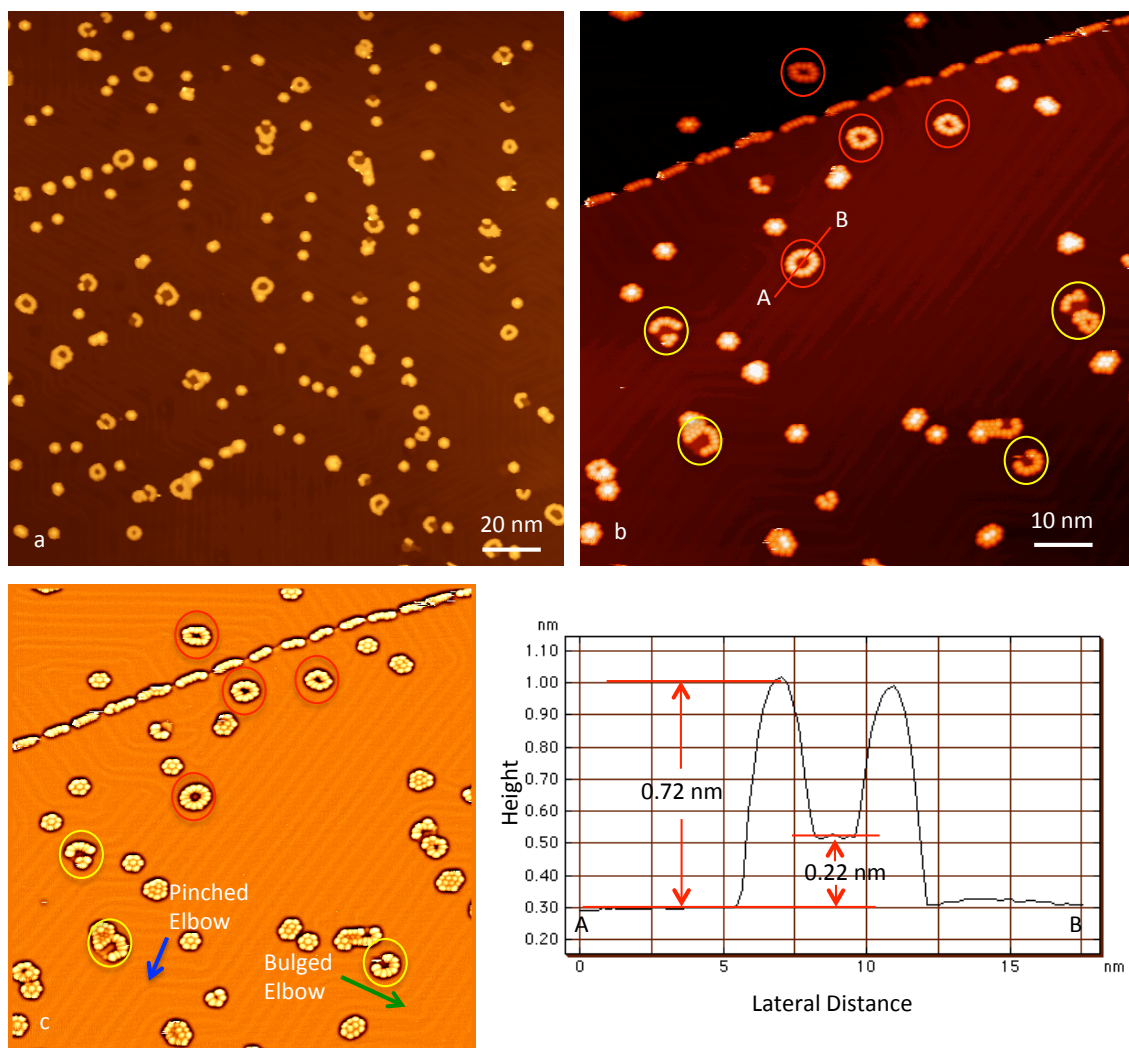 a
20 nm
B
A
b
10 nm
Pinched
Elbow
Bulged
Elbow
c
nm
1.10
1.00
0.90
0.80
0.70
0.60
0.50
0.40
0.30
0.20
Height
0.72 nm
0.22 nm
A
B
0
5
10
15
nm
Lateral Distance